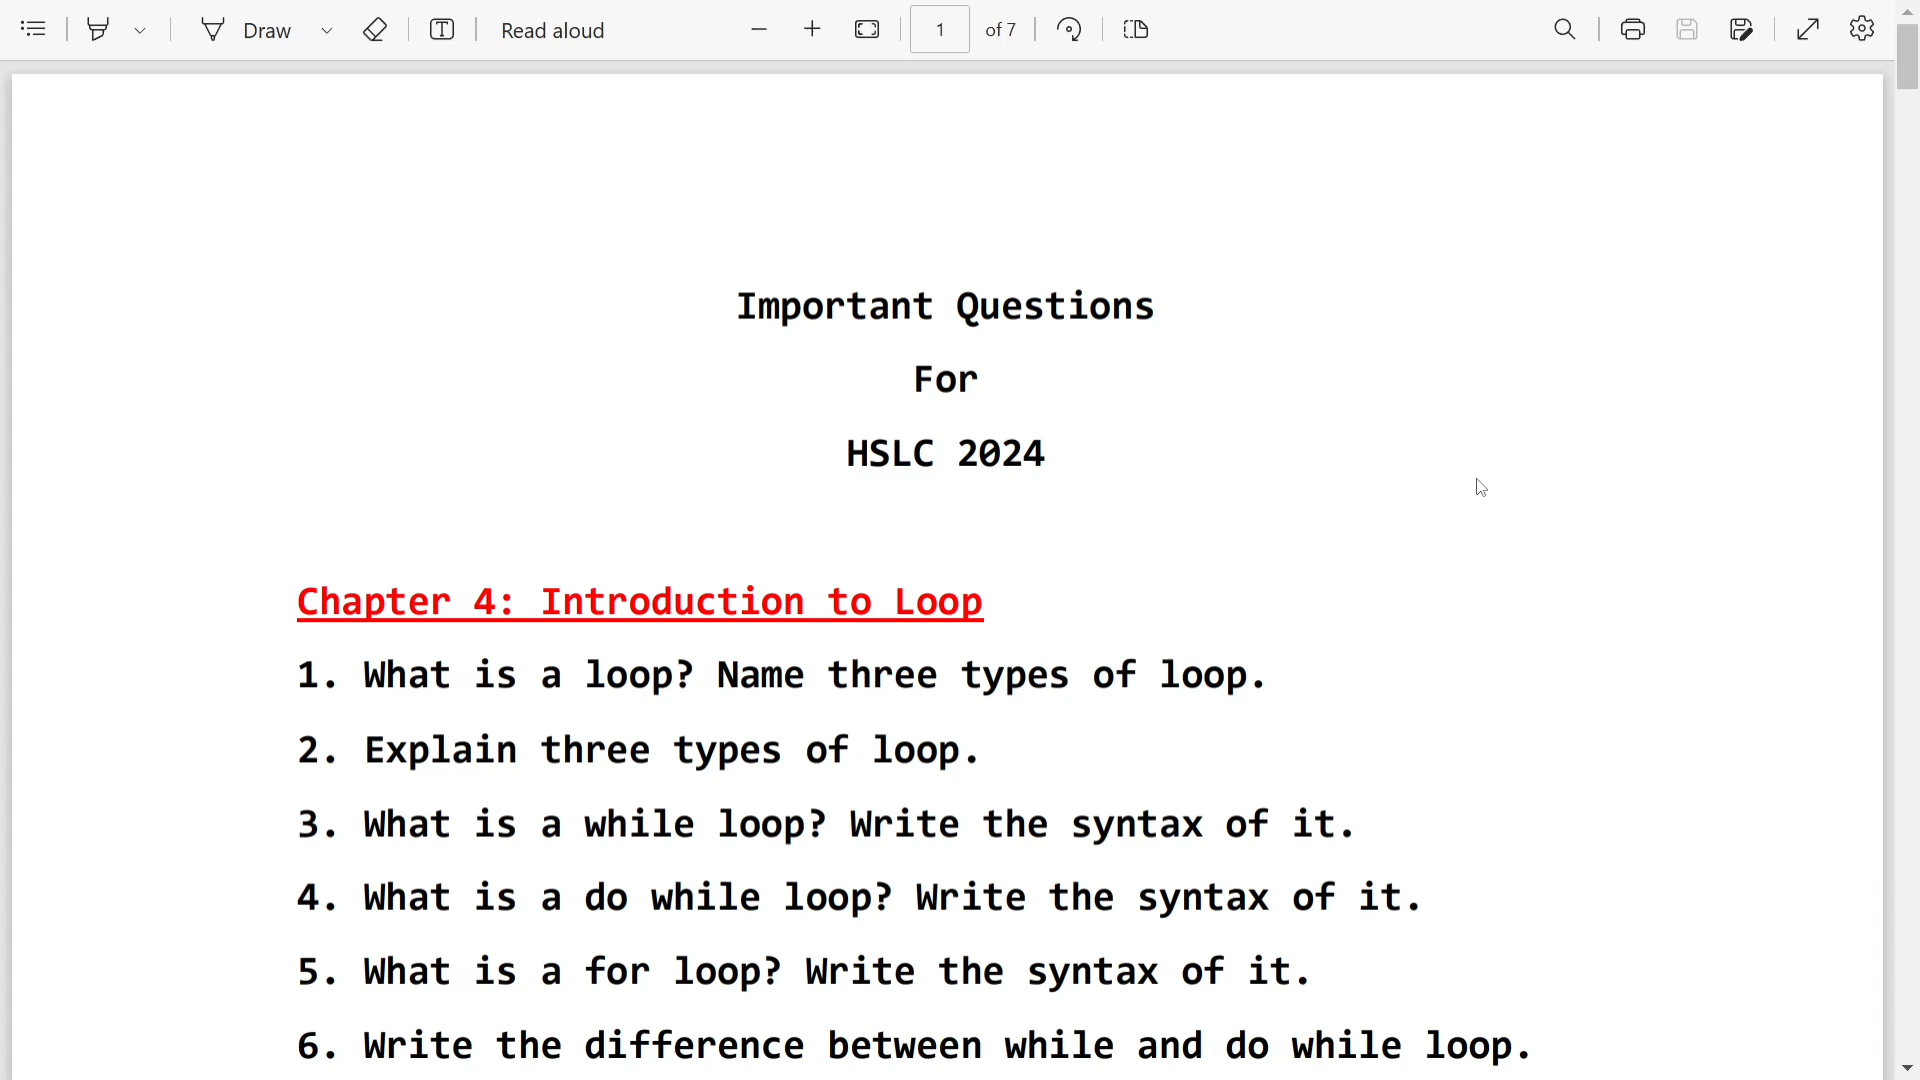 Draw Read aloud 1 of 7
Important Questions
For
HSLC 2024
Chapter 4: Introduction to Loop
1. What is a loop? Name three types of loop.
2. Explain three types of loop.
3. What is a while loop? Write the syntax of it.
4. What is a do while loop? Write the syntax of it.
5. What is a for loop? Write the syntax of it.
6. Write the difference between while and do while loop.